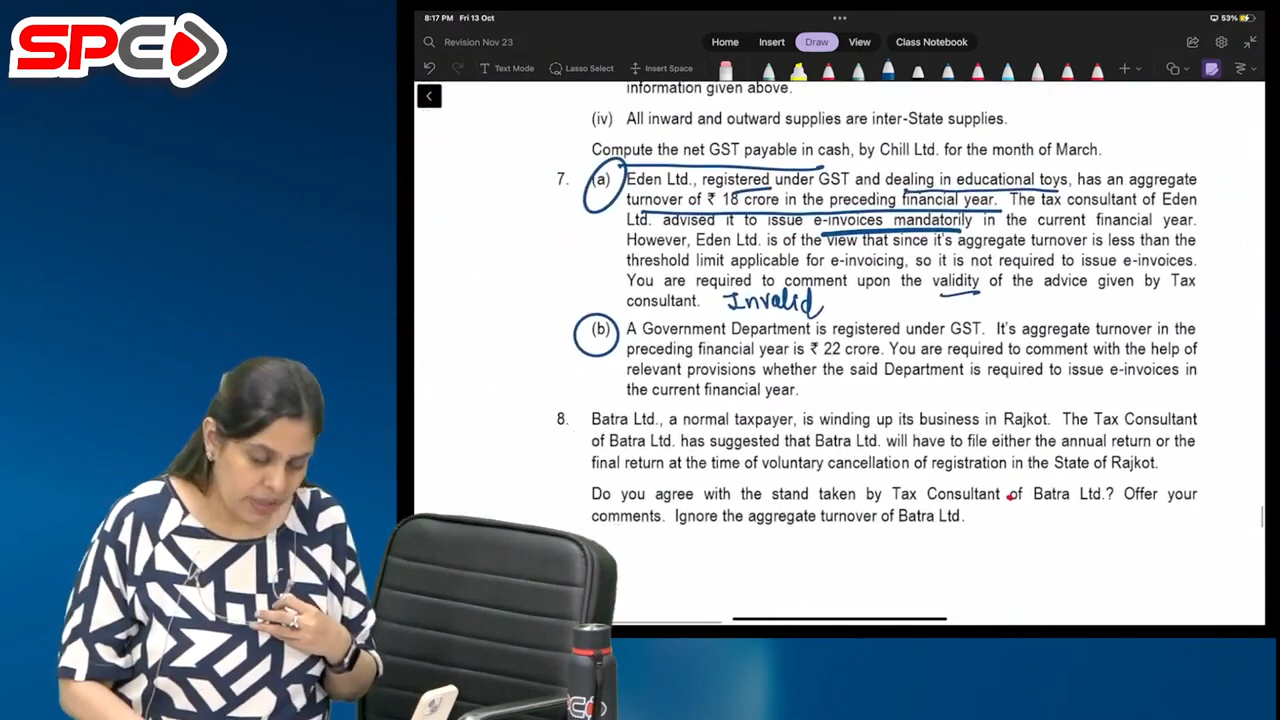 SPC
8:17 PM Fri 13 Oct
53%
Revision Nov 23
Home Insert Draw View Class Notebook
Text Mode Lasso Select Insert Space
information given above.
(iv) All inward and outward supplies are inter-State supplies.
Compute the net GST payable in cash, by Chill Ltd. for the month of March.
7. (a) Eden Ltd., registered under GST and dealing in educational toys, has an aggregate
turnover of ₹ 18 crore in the preceding financial year. The tax consultant of Eden
Ltd. advised it to issue e-invoices mandatorily in the current financial year.
However, Eden Ltd. is of the view that since it's aggregate turnover is less than the
threshold limit applicable for e-invoicing, so it is not required to issue e-invoices.
You are required to comment upon the validity of the advice given by Tax
consultant. Invalid
(b) A Government Department is registered under GST. It's aggregate turnover in the
preceding financial year is ₹ 22 crore. You are required to comment with the help of
relevant provisions whether the said Department is required to issue e-invoices in
the current financial year.
8. Batra Ltd., a normal taxpayer, is winding up its business in Rajkot. The Tax Consultant
of Batra Ltd. has suggested that Batra Ltd. will have to file either the annual return or the
final return at the time of voluntary cancellation of registration in the State of Rajkot.
Do you agree with the stand taken by Tax Consultant of Batra Ltd.? Offer your
comments. Ignore the aggregate turnover of Batra Ltd.